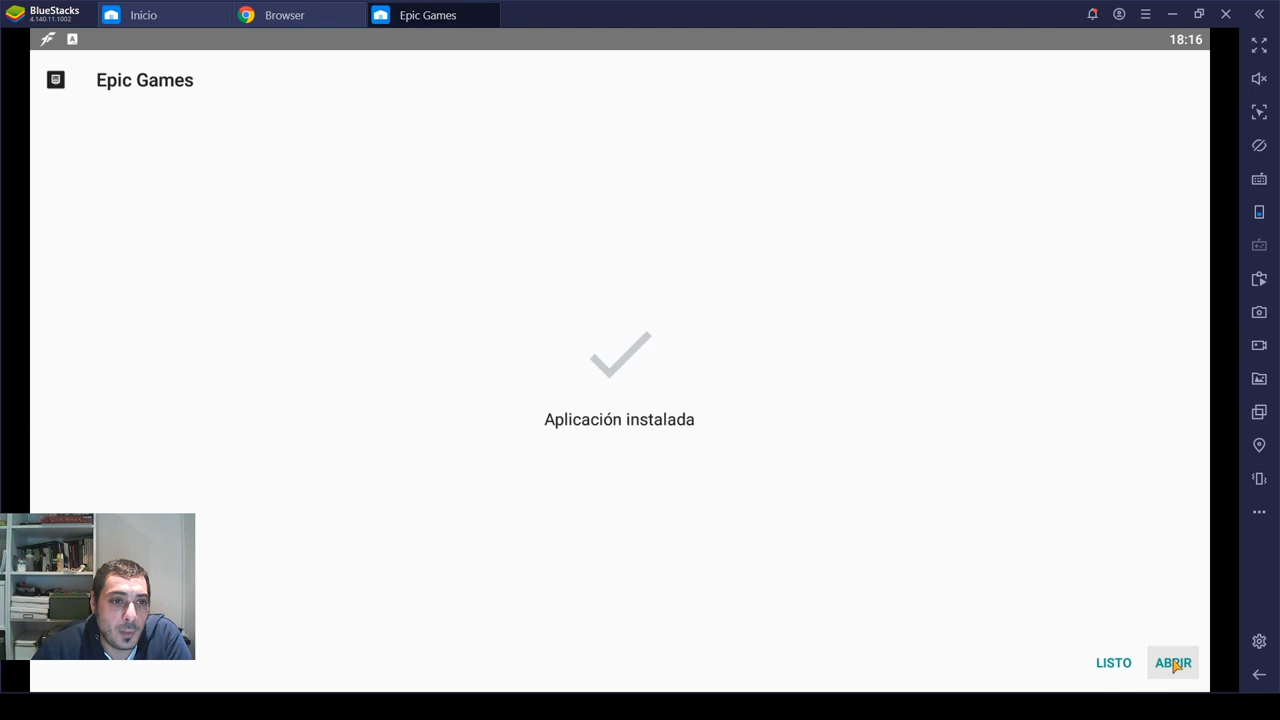 BlueStacks
4.140.11.1002
Inicio
Browser
Epic Games
18:16
A
Epic Games
Aplicación instalada
LISTO
ABRIR